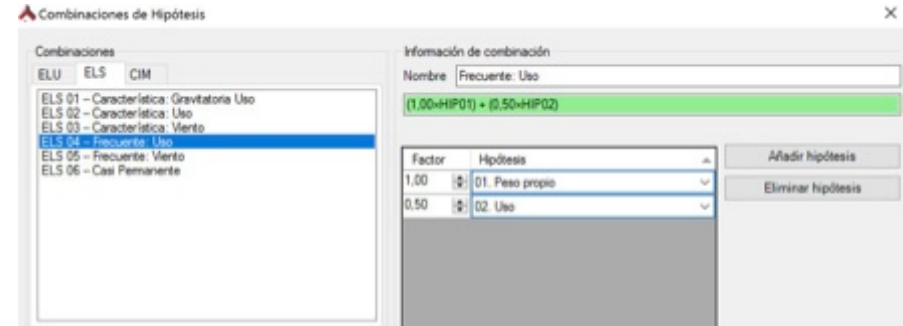 Combinaciones de Hipótesis
Combinaciones
ELU ELS CIM
ELS 01 – Característica: Gravitatoria Uso
ELS 02 – Característica: Uso
ELS 03 – Característica: Viento
ELS 04 – Frecuente: Uso
ELS 05 – Frecuente: Viento
ELS 06 – Casi Permanente
Información de combinación
Nombre Frecuente: Uso
(1,00×HIP01) + (0,50×HIP02)
Factor Hipótesis
1,00 01. Peso propio
0,50 02. Uso
Añadir hipótesis
Eliminar hipótesis